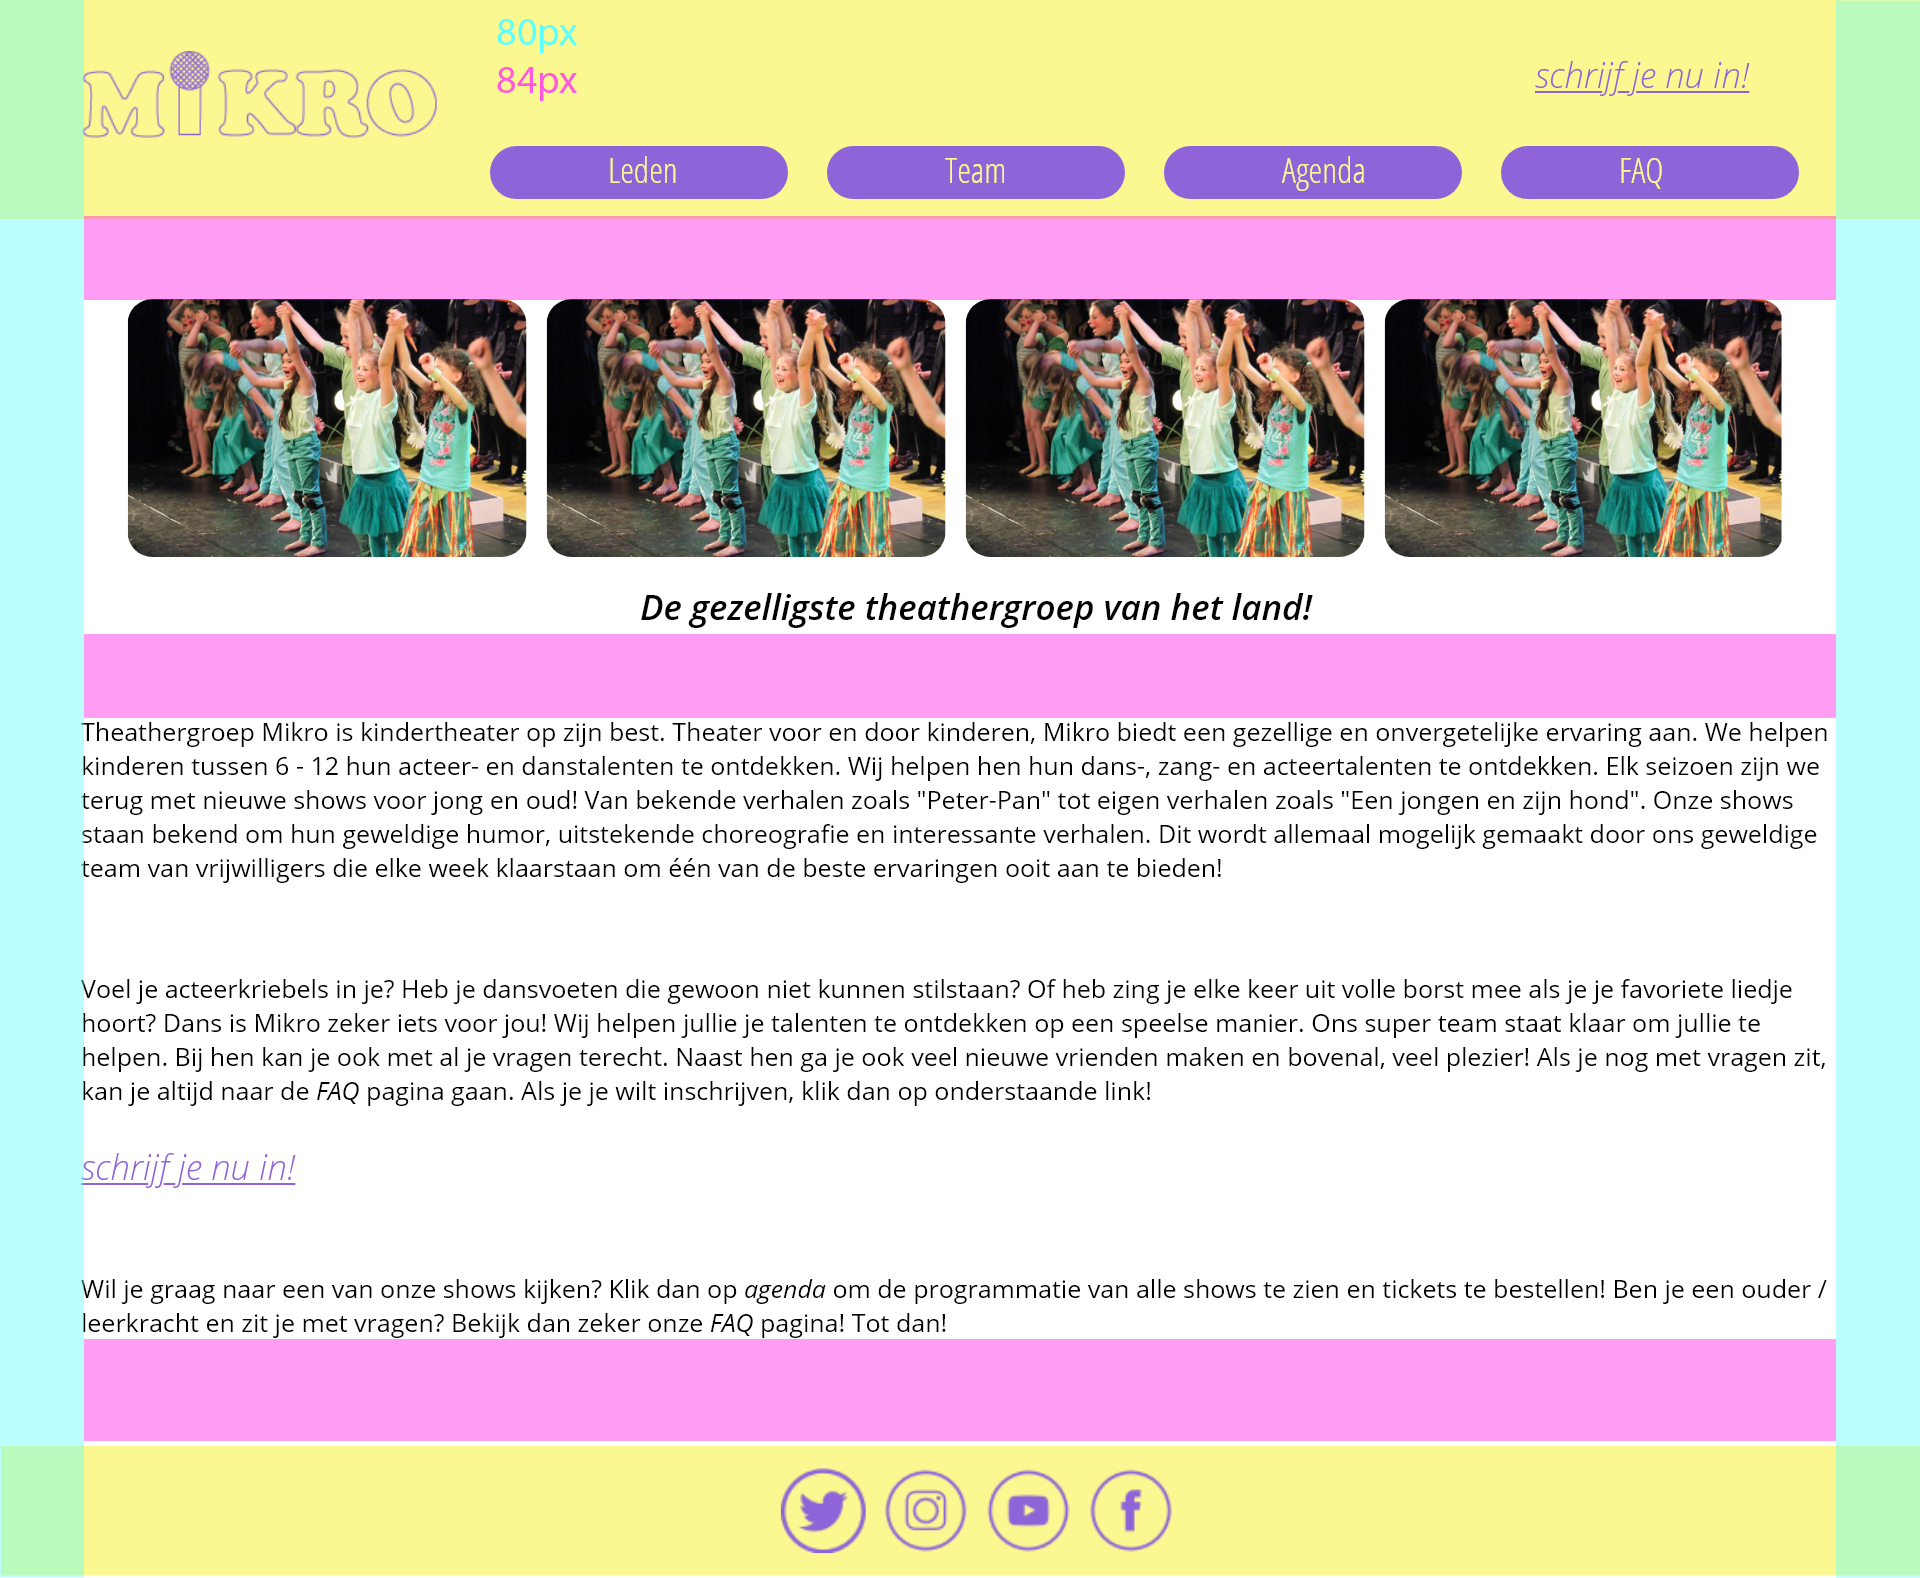 80px
84px
MiKRO
schrijf je nu in!
Leden
Team
Agenda
FAQ
De gezelligste theathergroep van het land!
Theathergroep Mikro is kindertheater op zijn best. Theater voor en door kinderen, Mikro biedt een gezellige en onvergetelijke ervaring aan. We helpen
kinderen tussen 6 - 12 hun acteer- en danstalenten te ontdekken. Wij helpen hen hun dans-, zang- en acteertalenten te ontdekken. Elk seizoen zijn we
terug met nieuwe shows voor jong en oud! Van bekende verhalen zoals "Peter-Pan" tot eigen verhalen zoals "Een jongen en zijn hond". Onze shows
staan bekend om hun geweldige humor, uitstekende choreografie en interessante verhalen. Dit wordt allemaal mogelijk gemaakt door ons geweldige
team van vrijwilligers die elke week klaarstaan om één van de beste ervaringen ooit aan te bieden!
Voel je acteerkriebels in je? Heb je dansvoeten die gewoon niet kunnen stilstaan? Of heb zing je elke keer uit volle borst mee als je je favoriete liedje
hoort? Dans is Mikro zeker iets voor jou! Wij helpen jullie je talenten te ontdekken op een speelse manier. Ons super team staat klaar om jullie te
helpen. Bij hen kan je ook met al je vragen terecht. Naast hen ga je ook veel nieuwe vrienden maken en bovenal, veel plezier! Als je nog met vragen zit,
kan je altijd naar de FAQ pagina gaan. Als je je wilt inschrijven, klik dan op onderstaande link!
schrijf je nu in!
Wil je graag naar een van onze shows kijken? Klik dan op agenda om de programmatie van alle shows te zien en tickets te bestellen! Ben je een ouder /
leerkracht en zit je met vragen? Bekijk dan zeker onze FAQ pagina! Tot dan!